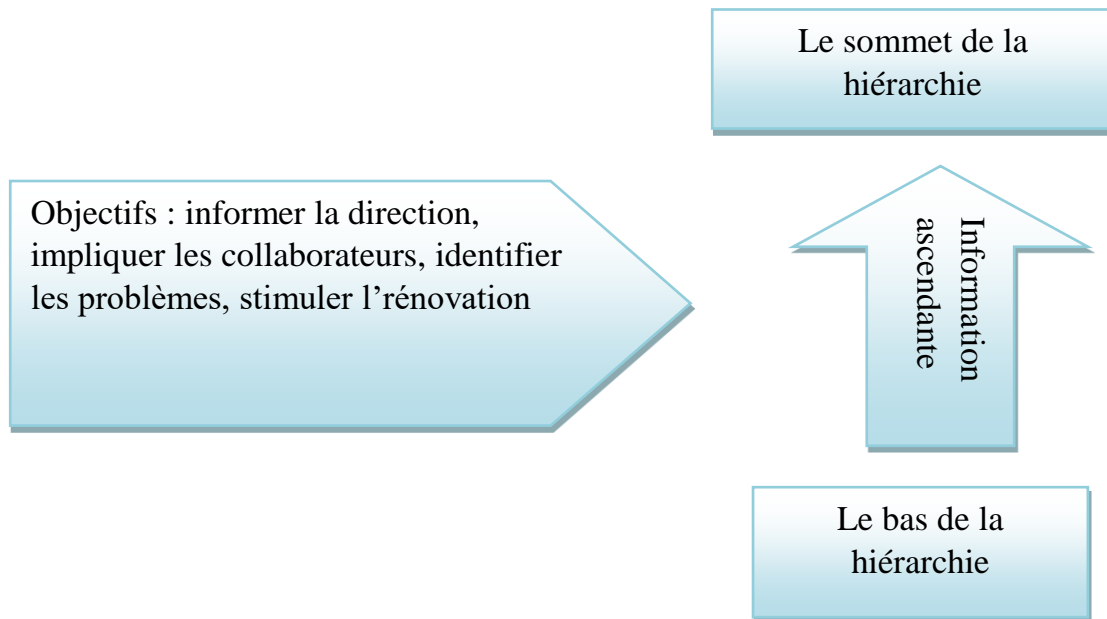 Le sommet de la
hiérarchie
Objectifs : informer la direction,
impliquer les collaborateurs, identifier
les problèmes, stimuler l’rénovation
Information
ascendante
Le bas de la
hiérarchie